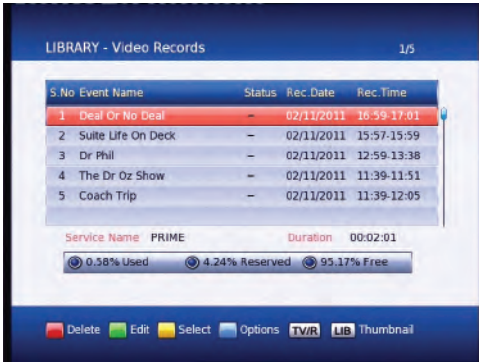 LIBRARY - Video Records 1/5
S.No Event Name Status Rec.Date Rec.Time
1 Deal Or No Deal – 02/11/2011 16:59-17:01
2 Suite Life On Deck – 02/11/2011 15:57-15:59
3 Dr Phil – 02/11/2011 12:59-13:38
4 The Dr Oz Show – 02/11/2011 11:39-11:51
5 Coach Trip – 02/11/2011 11:39-12:05
Service Name PRIME Duration 00:02:01
0.58% Used 4.24% Reserved 95.17% Free
Delete Edit Select Options TV/R LIB Thumbnail